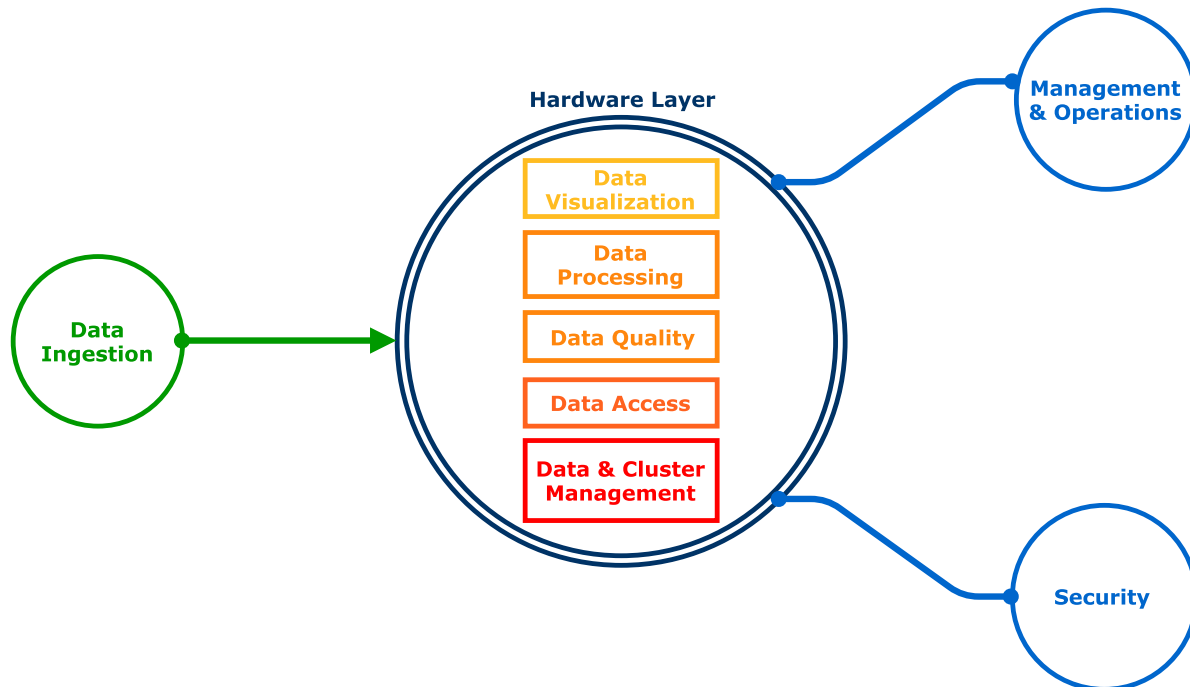 Hardware Layer
Management
& Operations
Data
Visualization
Data
Processing
Data
Ingestion
Data Quality
Data Access
Data & Cluster
Management
Security